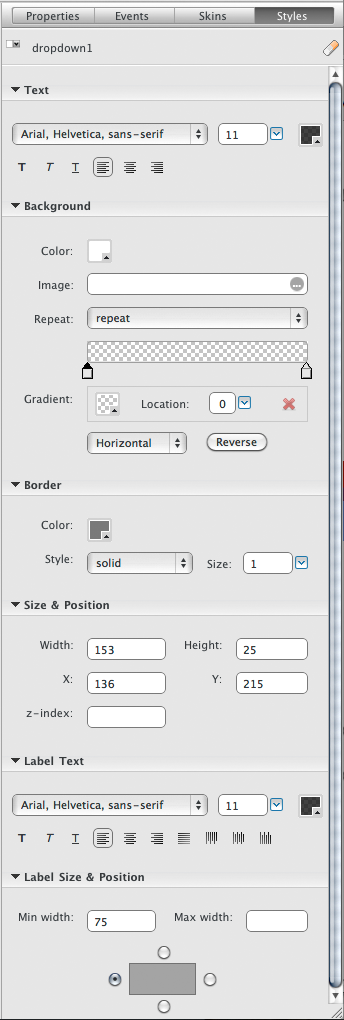 Properties Events Skins Styles
dropdown1
Text
Arial, Helvetica, sans-serif 11
T T T
Background
Color:
Image: ...
Repeat: repeat
Gradient: Location: 0
Horizontal Reverse
Border
Color:
Style: solid Size: 1
Size & Position
Width: 153 Height: 25
X: 136 Y: 215
z-index:
Label Text
Arial, Helvetica, sans-serif 11
T T T
Label Size & Position
Min width: 75 Max width: